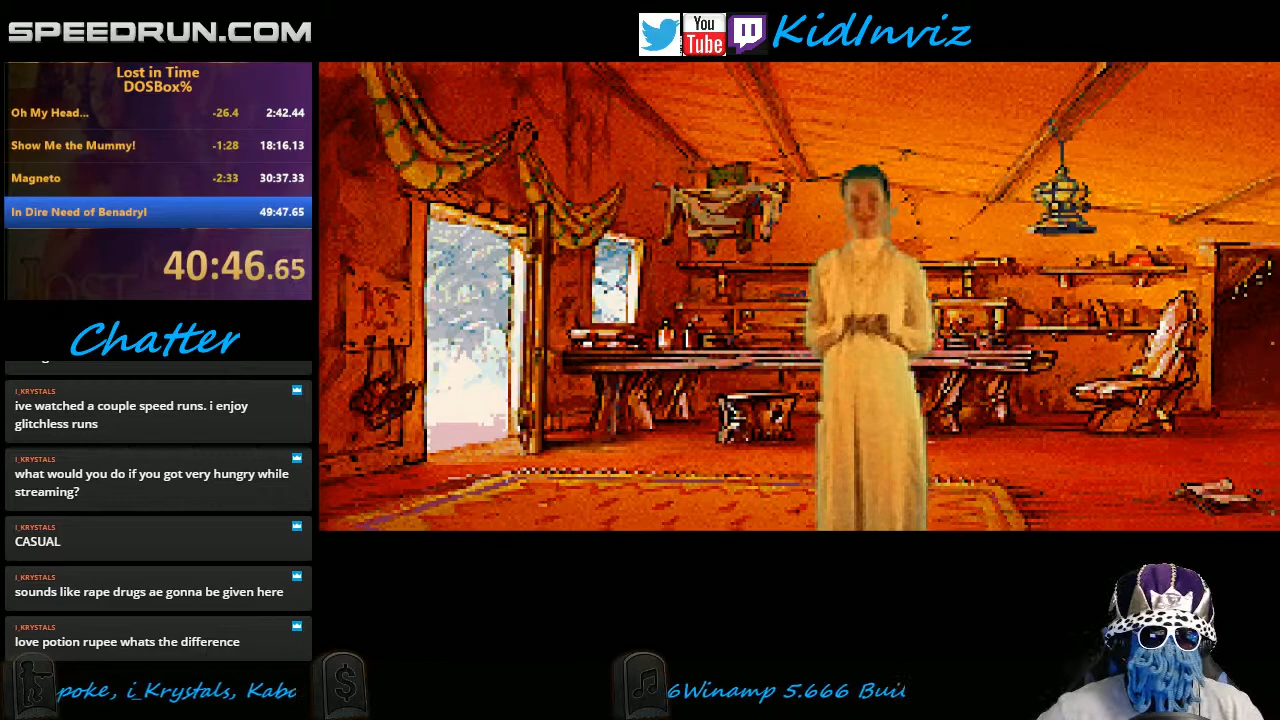 SPEEDRUN.COM
You
Tube
KidInviz
Lost in Time
DOSBox%
Oh My Head... -26.4 2:42.44
Show Me the Mummy! -1:28 18:16.13
Magneto -2:33 30:37.33
In Dire Need of Benadryl 49:47.65
40:46.65
Chatter
I_KRYSTALS
ive watched a couple speed runs. i enjoy
glitchless runs
I_KRYSTALS
what would you do if you got very hungry while
streaming?
I_KRYSTALS
CASUAL
I_KRYSTALS
sounds like rape drugs ae gonna be given here
I_KRYSTALS
love potion rupee whats the difference
poke, i_Krystals, Kabo
$
6Winamp 5.666 Buil